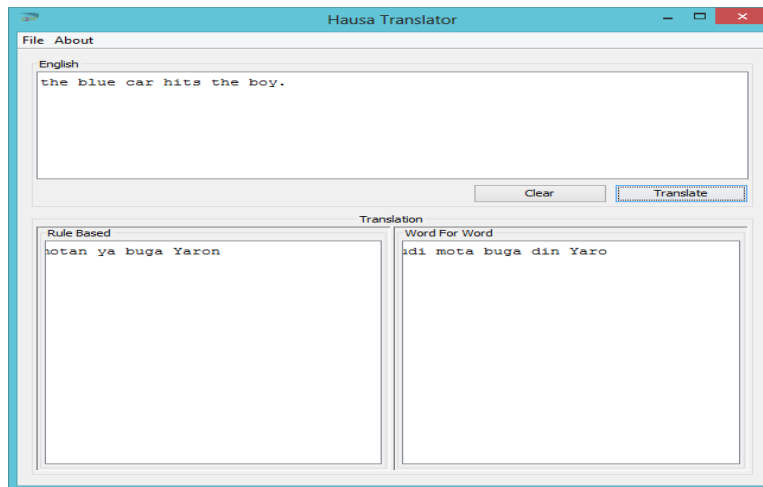 Hausa Translator
File About
English
the blue car hits the boy.
Clear
Translate
Translation
Rule Based
ya buga Yaron
Word For Word
mota buga din Yaro